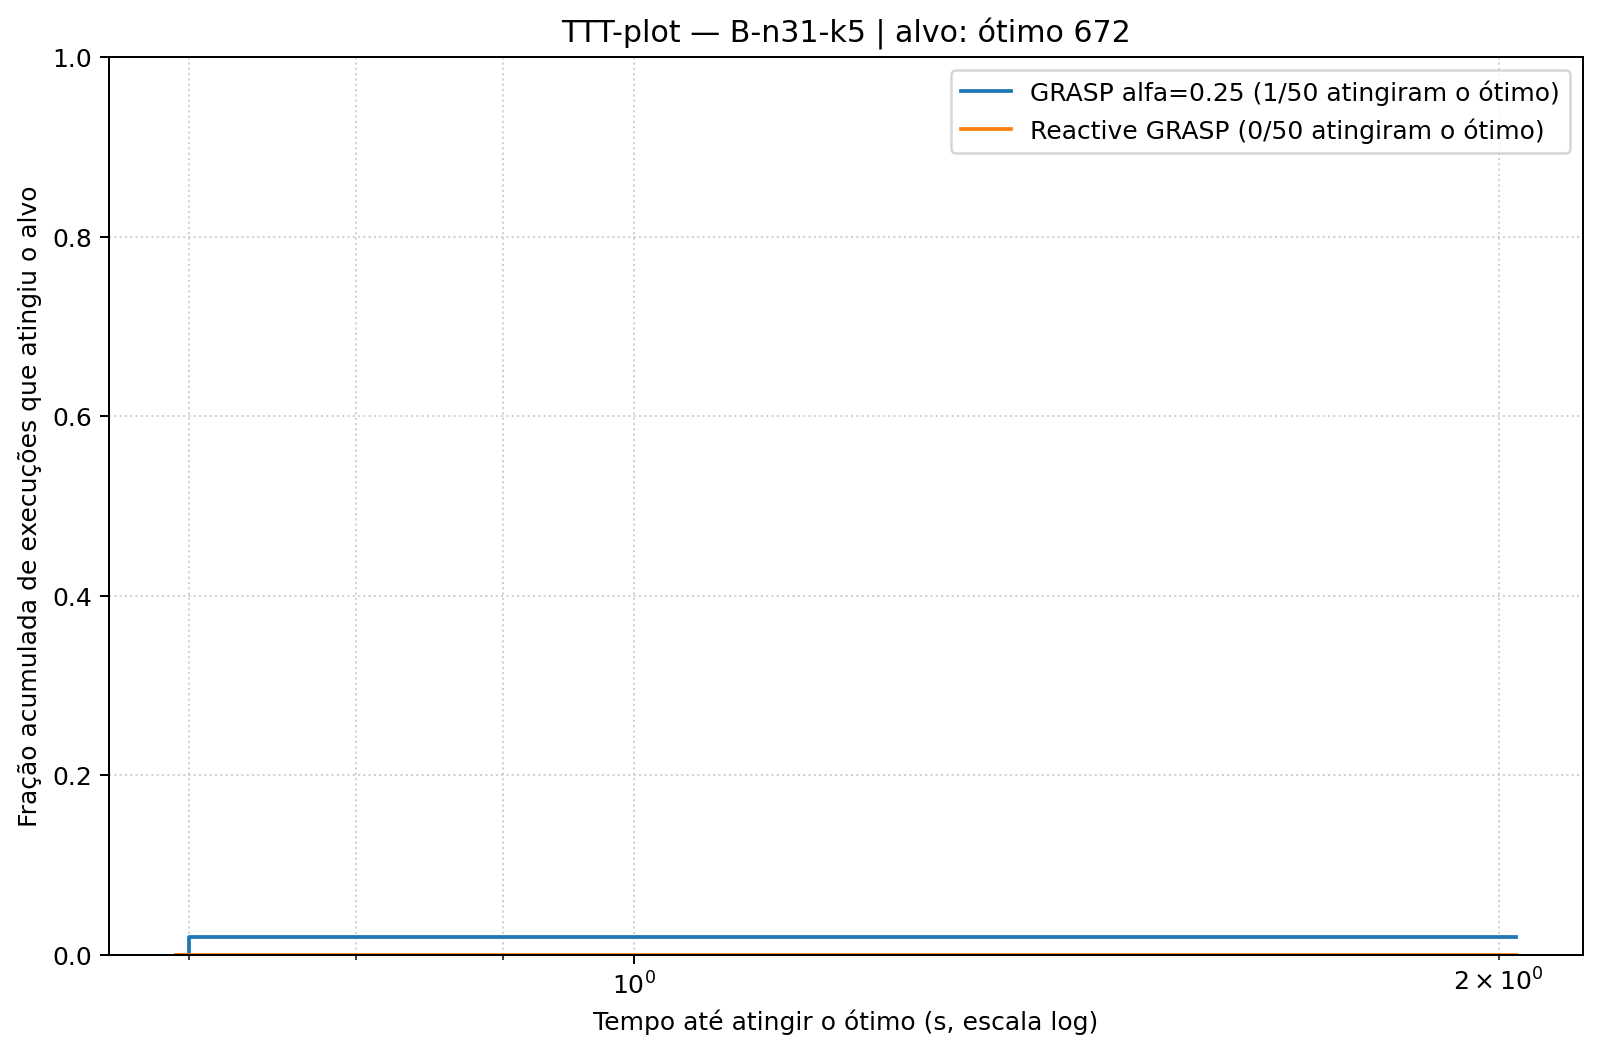 TTT-plot — B-n31-k5 | alvo: ótimo 672
GRASP alfa=0.25 (1/50 atingiram o ótimo)
Reactive GRASP (0/50 atingiram o ótimo)
Fração acumulada de execuções que atingiu o alvo
1.0
0.8
0.6
0.4
0.2
0.0
10⁰
2 × 10⁰
Tempo até atingir o ótimo (s, escala log)